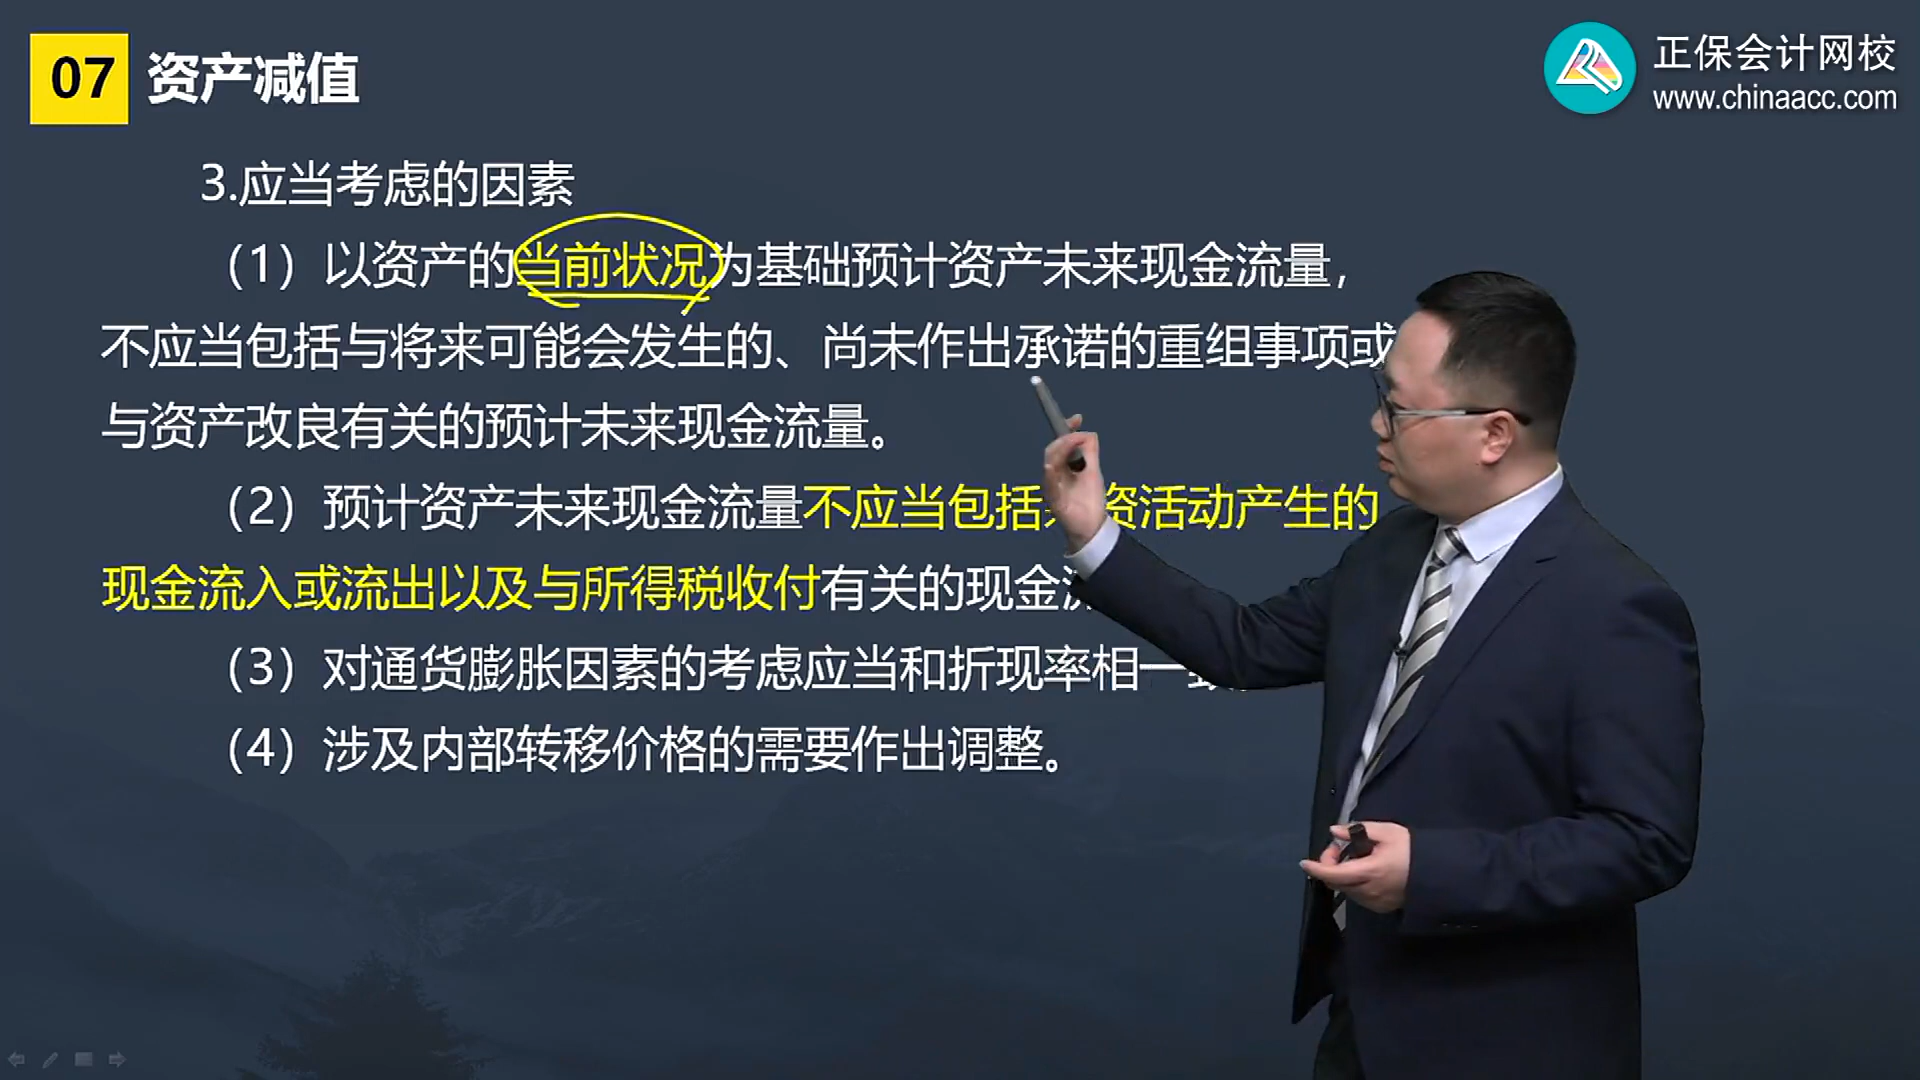 07 资产减值
正保会计网校
www.chinaacc.com
3.应当考虑的因素
（1）以资产的当前状况为基础预计资产未来现金流量，
不应当包括与将来可能会发生的、尚未作出承诺的重组事项或
与资产改良有关的预计未来现金流量。
（2）预计资产未来现金流量不应当包括 资活动产生的
现金流入或流出以及与所得税收付有关的现金
（3）对通货膨胀因素的考虑应当和折现率相一
（4）涉及内部转移价格的需要作出调整。